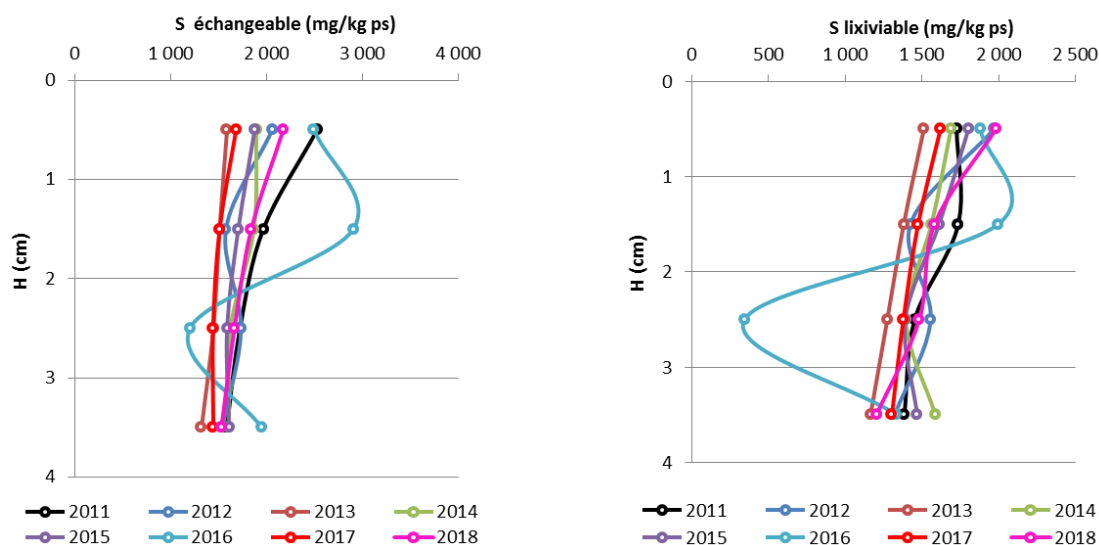 S échangeable (mg/kg ps)
0 1 000 2 000 3 000 4 000
0
1
2
3
4
H (cm)
2011 2012 2013 2014
2015 2016 2017 2018
S lixiviable (mg/kg ps)
0 500 1 000 1 500 2 000 2 500
0
1
2
3
4
H (cm)
2011 2012 2013 2014
2015 2016 2017 2018